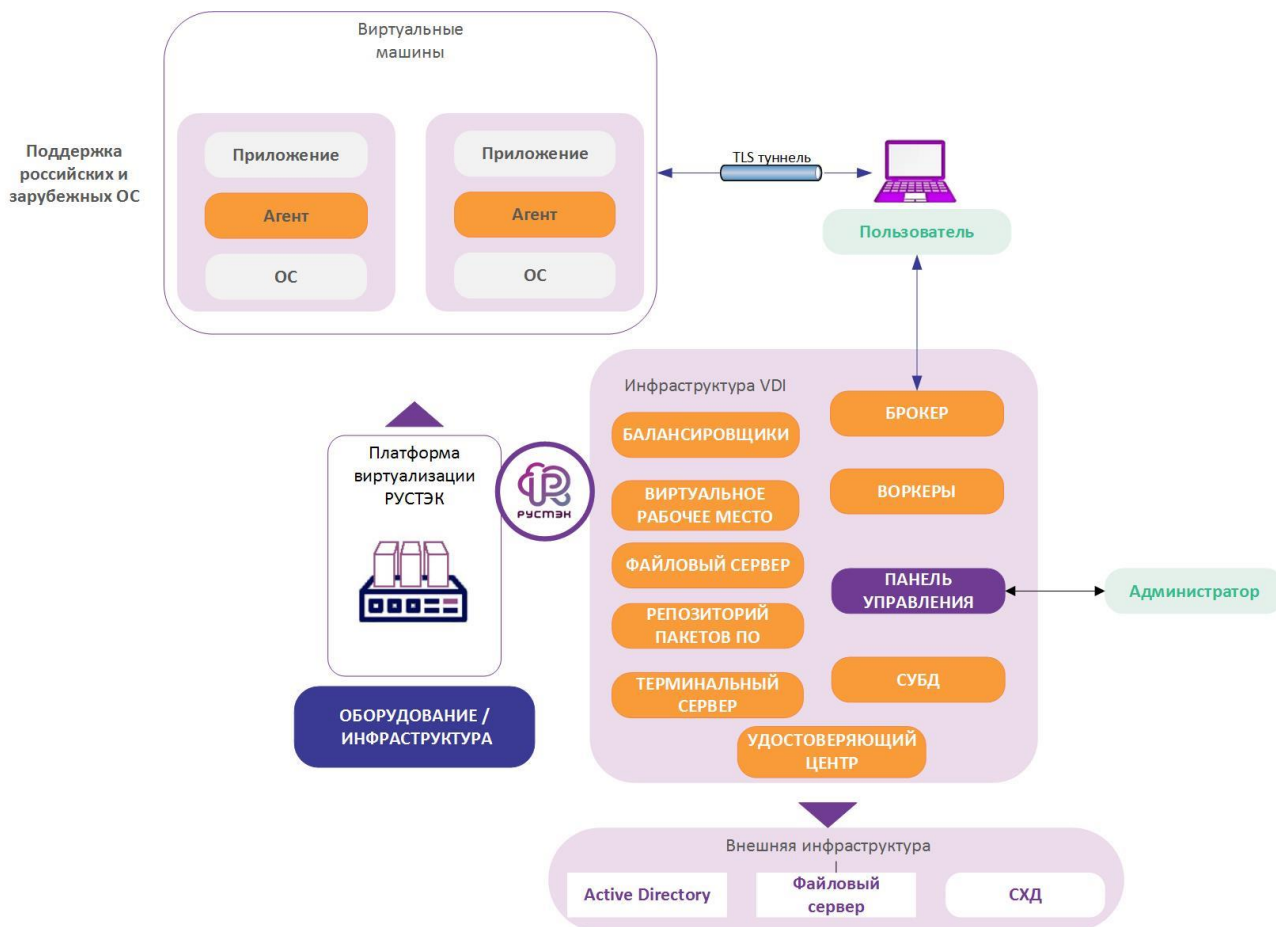 Виртуальные
машины
Поддержка
российских и
зарубежных ОС
Приложение
Агент
ОС
Приложение
Агент
ОС
TLS туннель
Пользователь
Платформа
виртуализации
РУСТЭК
РУСТЭК
ОБОРУДОВАНИЕ /
ИНФРАСТРУКТУРА
Инфраструктура VDI
БАЛАНСИРОВЩИКИ
ВИРТУАЛЬНОЕ
РАБОЧЕЕ МЕСТО
ФАЙЛОВЫЙ СЕРВЕР
РЕПОЗИТОРИЙ
ПАКЕТОВ ПО
ТЕРМИНАЛЬНЫЙ
СЕРВЕР
БРОКЕР
ВОРКЕРЫ
ПАНЕЛЬ
УПРАВЛЕНИЯ
СУБД
УДОСТОВЕРЯЮЩИЙ
ЦЕНТР
Администратор
Внешняя инфраструктура
Active Directory
Файловый
сервер
СХД